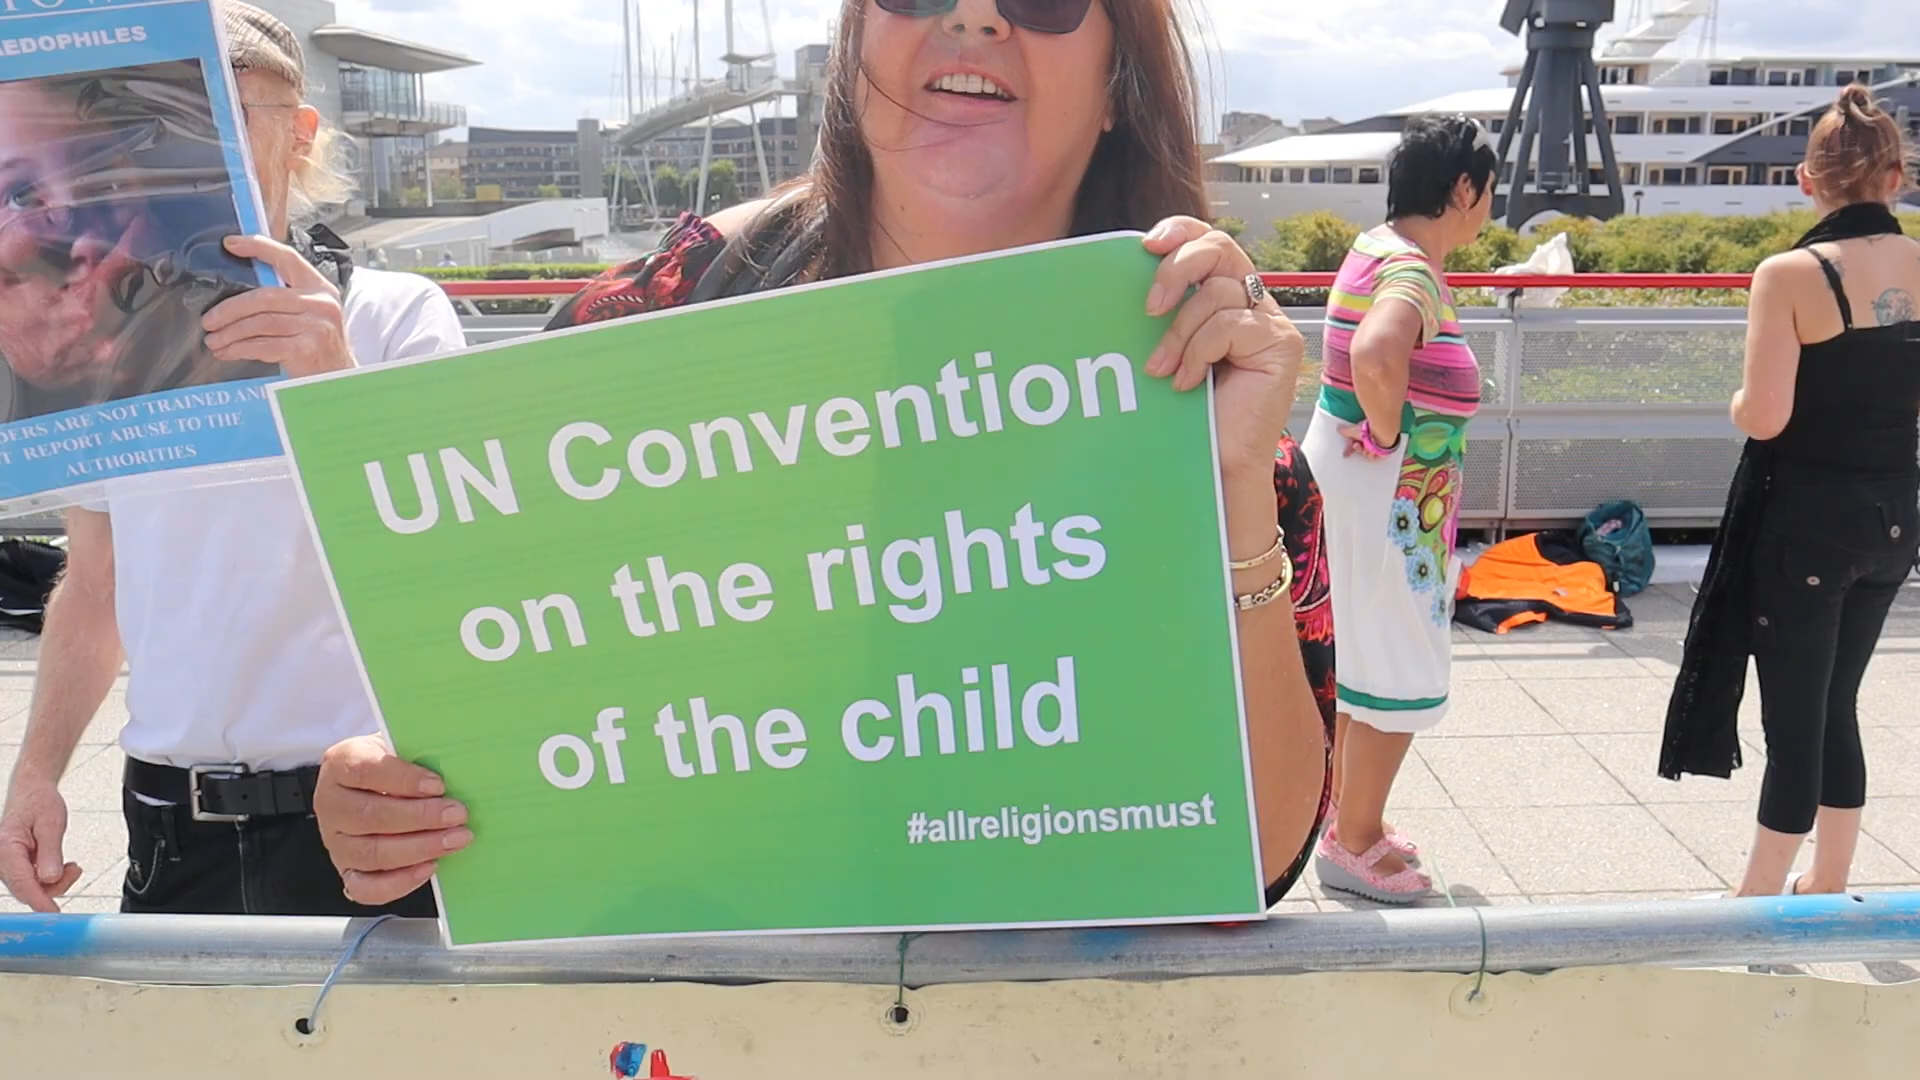 AEDOPHILES
DERS ARE NOT TRAINED AND
T REPORT ABUSE TO THE
AUTHORITIES
UN Convention
on the rights
of the child
#allreligionsmust